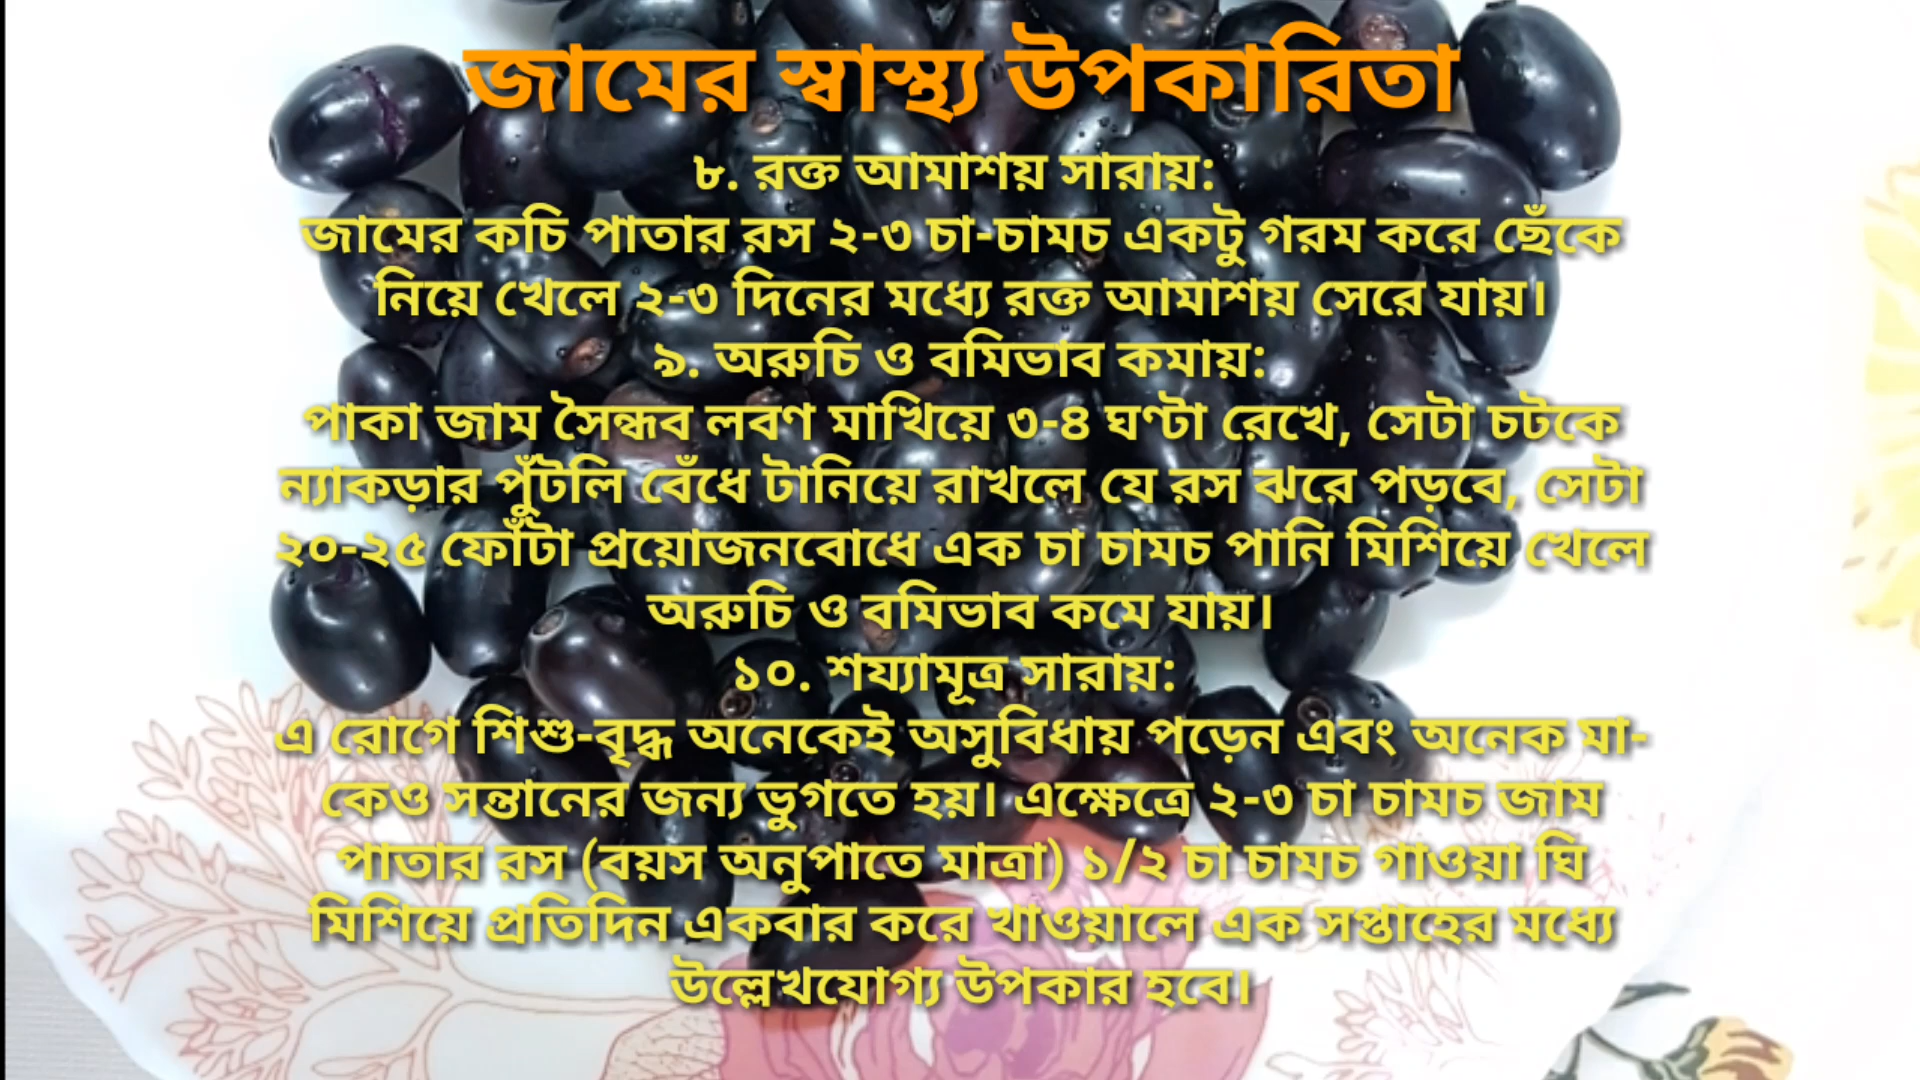 জামের স্বাস্থ্য উপকারিতা
৮. রক্ত আমাশয় সারায়:
জামের কচি পাতার রস ২-৩ চা-চামচ একটু গরম করে ছেঁকে
নিয়ে খেলে ২-৩ দিনের মধ্যে রক্ত আমাশয় সেরে যায়।
৯. অরুচি ও বমিভাব কমায়:
পাকা জাম সৈন্ধব লবণ মাখিয়ে ৩-৪ ঘণ্টা রেখে, সেটা চটকে
ন্যাকড়ার পুঁটলি বেঁধে টানিয়ে রাখলে যে রস ঝরে পড়বে, সেটা
২০-২৫ ফোঁটা প্রয়োজনবোধে এক চা চামচ পানি মিশিয়ে খেলে
অরুচি ও বমিভাব কমে যায়।
১০. শয্যামূত্র সারায়:
এ রোগে শিশু-বৃদ্ধ অনেকেই অসুবিধায় পড়েন এবং অনেক মা-
কেও সন্তানের জন্য ভুগতে হয়। এক্ষেত্রে ২-৩ চা চামচ জাম
পাতার রস (বয়স অনুপাতে মাত্রা) ১/২ চা চামচ গাওয়া ঘি
মিশিয়ে প্রতিদিন একবার করে খাওয়ালে এক সপ্তাহের মধ্যে
উল্লেখযোগ্য উপকার হবে।